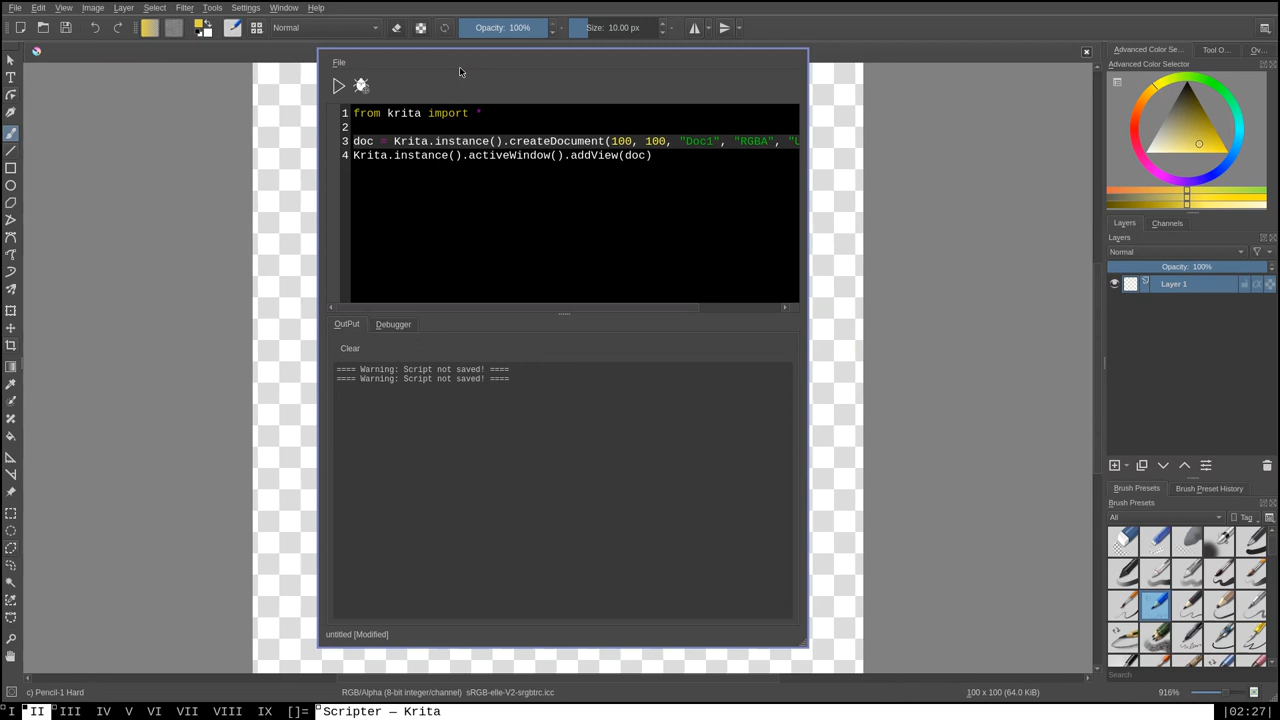 File Edit View Image Layer Select Filter Tools Settings Window Help
Normal Opacity: 100% Size: 10.00 px
File
1 from krita import *
2
3 doc = Krita.instance().createDocument(100, 100, "Doc1", "RGBA", "U
4 Krita.instance().activeWindow().addView(doc)
OutPut Debugger
Clear
==== Warning: Script not saved! ====
==== Warning: Script not saved! ====
untitled [Modified]
Advanced Color Se... Tool O... Ov...
Advanced Color Selector
Layers Channels
Layers
Normal
Opacity: 100%
Layer 1
Brush Presets Brush Preset History
Brush Presets
All Tag
Search
c) Pencil-1 Hard RGB/Alpha (8-bit integer/channel) sRGB-elle-V2-srgbtrc.icc 100 x 100 (64.0 KiB) 916%
I II III IV V VI VII VIII IX []= Scripter — Krita |02:27|